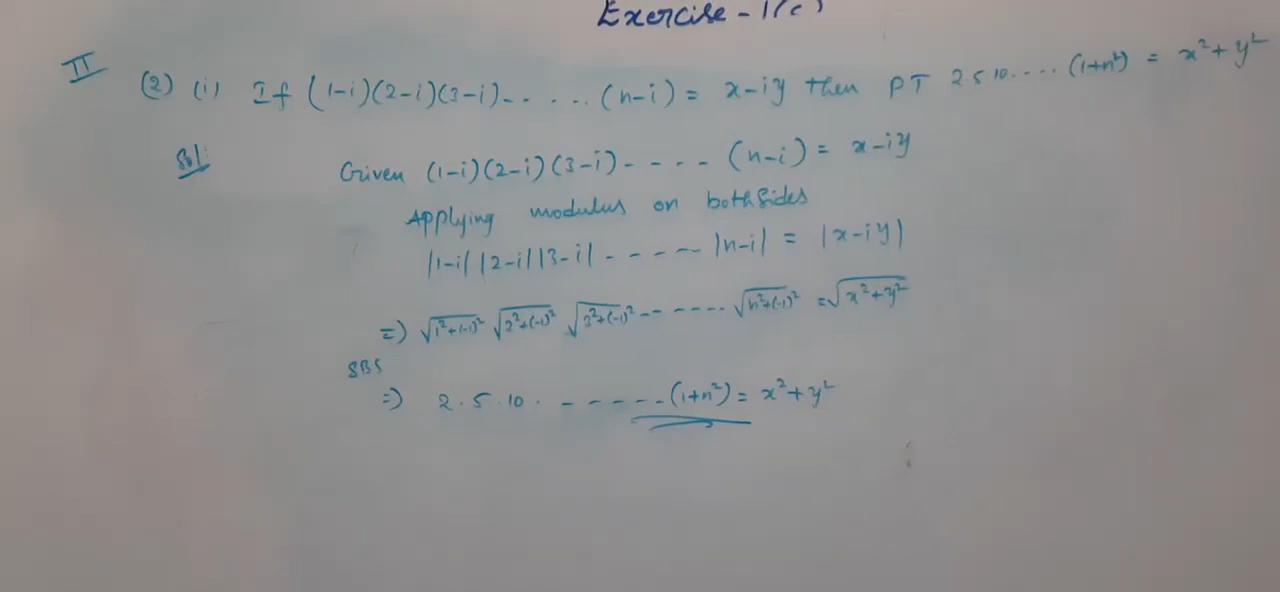 Exercise - 1(c)
II (2) (i) If (1-i)(2-i)(3-i)- - . . . . (n-i) = x-iy then PT 2 5 10. . . . . (1+n²) = x² + y²
Sol: Given (1-i)(2-i)(3-i)- - - - - (n-i) = x-iy
Applying modulus on bothsides
|1-i| |2-i| |3-i| - - - - - |n-i| = |x-iy|
=) √1²+(-1)² √2²+(-1)² √3²+(-1)² - - - - . . . . √n²+(-1)² = √x²+y²
SBS
=) 2 . 5 . 10 . - - - - - - (1+n²) = x² + y²